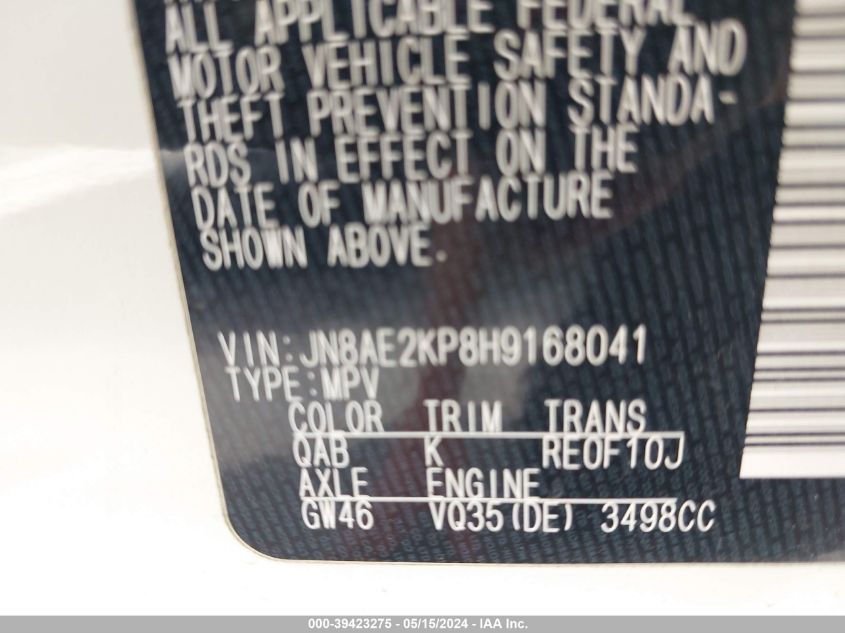 ALL APPLICABLE FEDERAL
MOTOR VEHICLE SAFETY AND
THEFT PREVENTION STANDA-
RDS IN EFFECT ON THE
DATE OF MANUFACTURE
SHOWN ABOVE.
VIN:JN8AE2KP8H9168041
TYPE:MPV
COLOR TRIM TRANS
QAB K RE0F10J
AXLE ENGINE
GW46 VQ35(DE) 3498CC
000-39423275 - 05/15/2024 - IAA Inc.